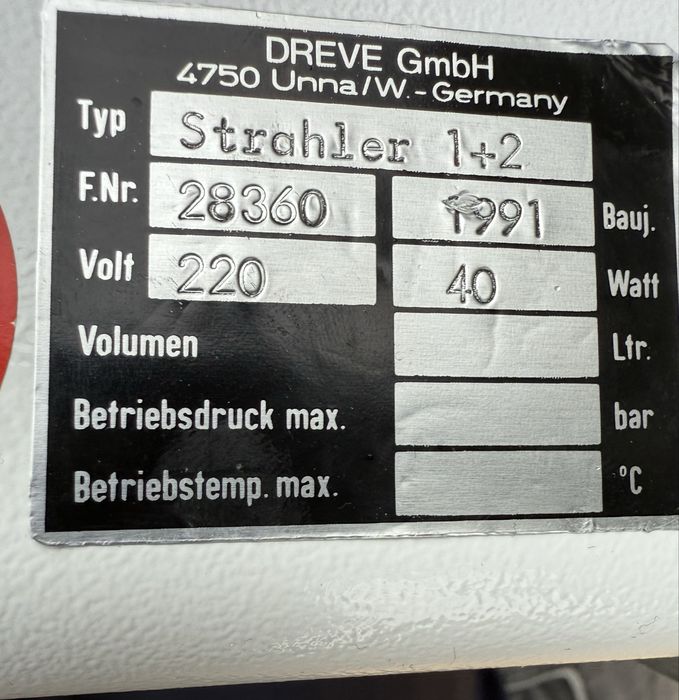 DREVE GmbH
4750 Unna/W.-Germany
Typ Strahler 1+2
F.Nr. 28360 1991 Bauj.
Volt 220 40 Watt
Volumen Ltr.
Betriebsdruck max. bar
Betriebstemp. max. °C